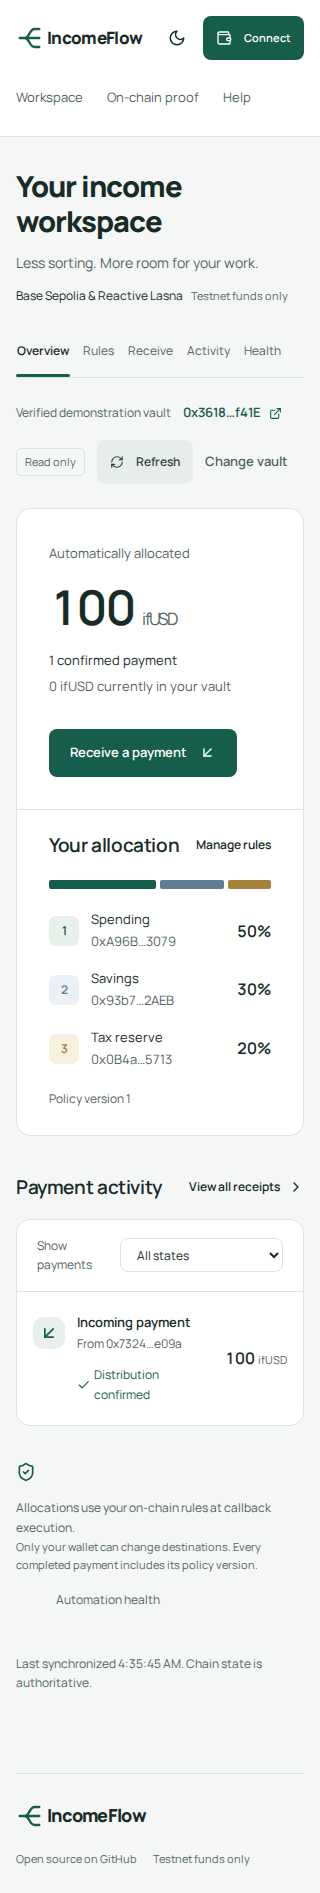 IncomeFlow
Connect
Workspace On-chain proof Help
Your income
workspace
Less sorting. More room for your work.
Base Sepolia & Reactive Lasna Testnet funds only
Overview Rules Receive Activity Health
Verified demonstration vault 0x3618...f41E
Read only Refresh Change vault
Automatically allocated
100 ifUSD
1 confirmed payment
0 ifUSD currently in your vault
Receive a payment
Your allocation Manage rules
1 Spending 50%
0xA96B...3079
2 Savings 30%
0x93b7...2AEB
3 Tax reserve 20%
0x0B4a...5713
Policy version 1
Payment activity View all receipts
Show
payments
All states
Incoming payment
From 0x7324...e09a
100 ifUSD
Distribution
confirmed
Allocations use your on-chain rules at callback
execution.
Only your wallet can change destinations. Every
completed payment includes its policy version.
Automation health
Last synchronized 4:35:45 AM. Chain state is
authoritative.
IncomeFlow
Open source on GitHub Testnet funds only